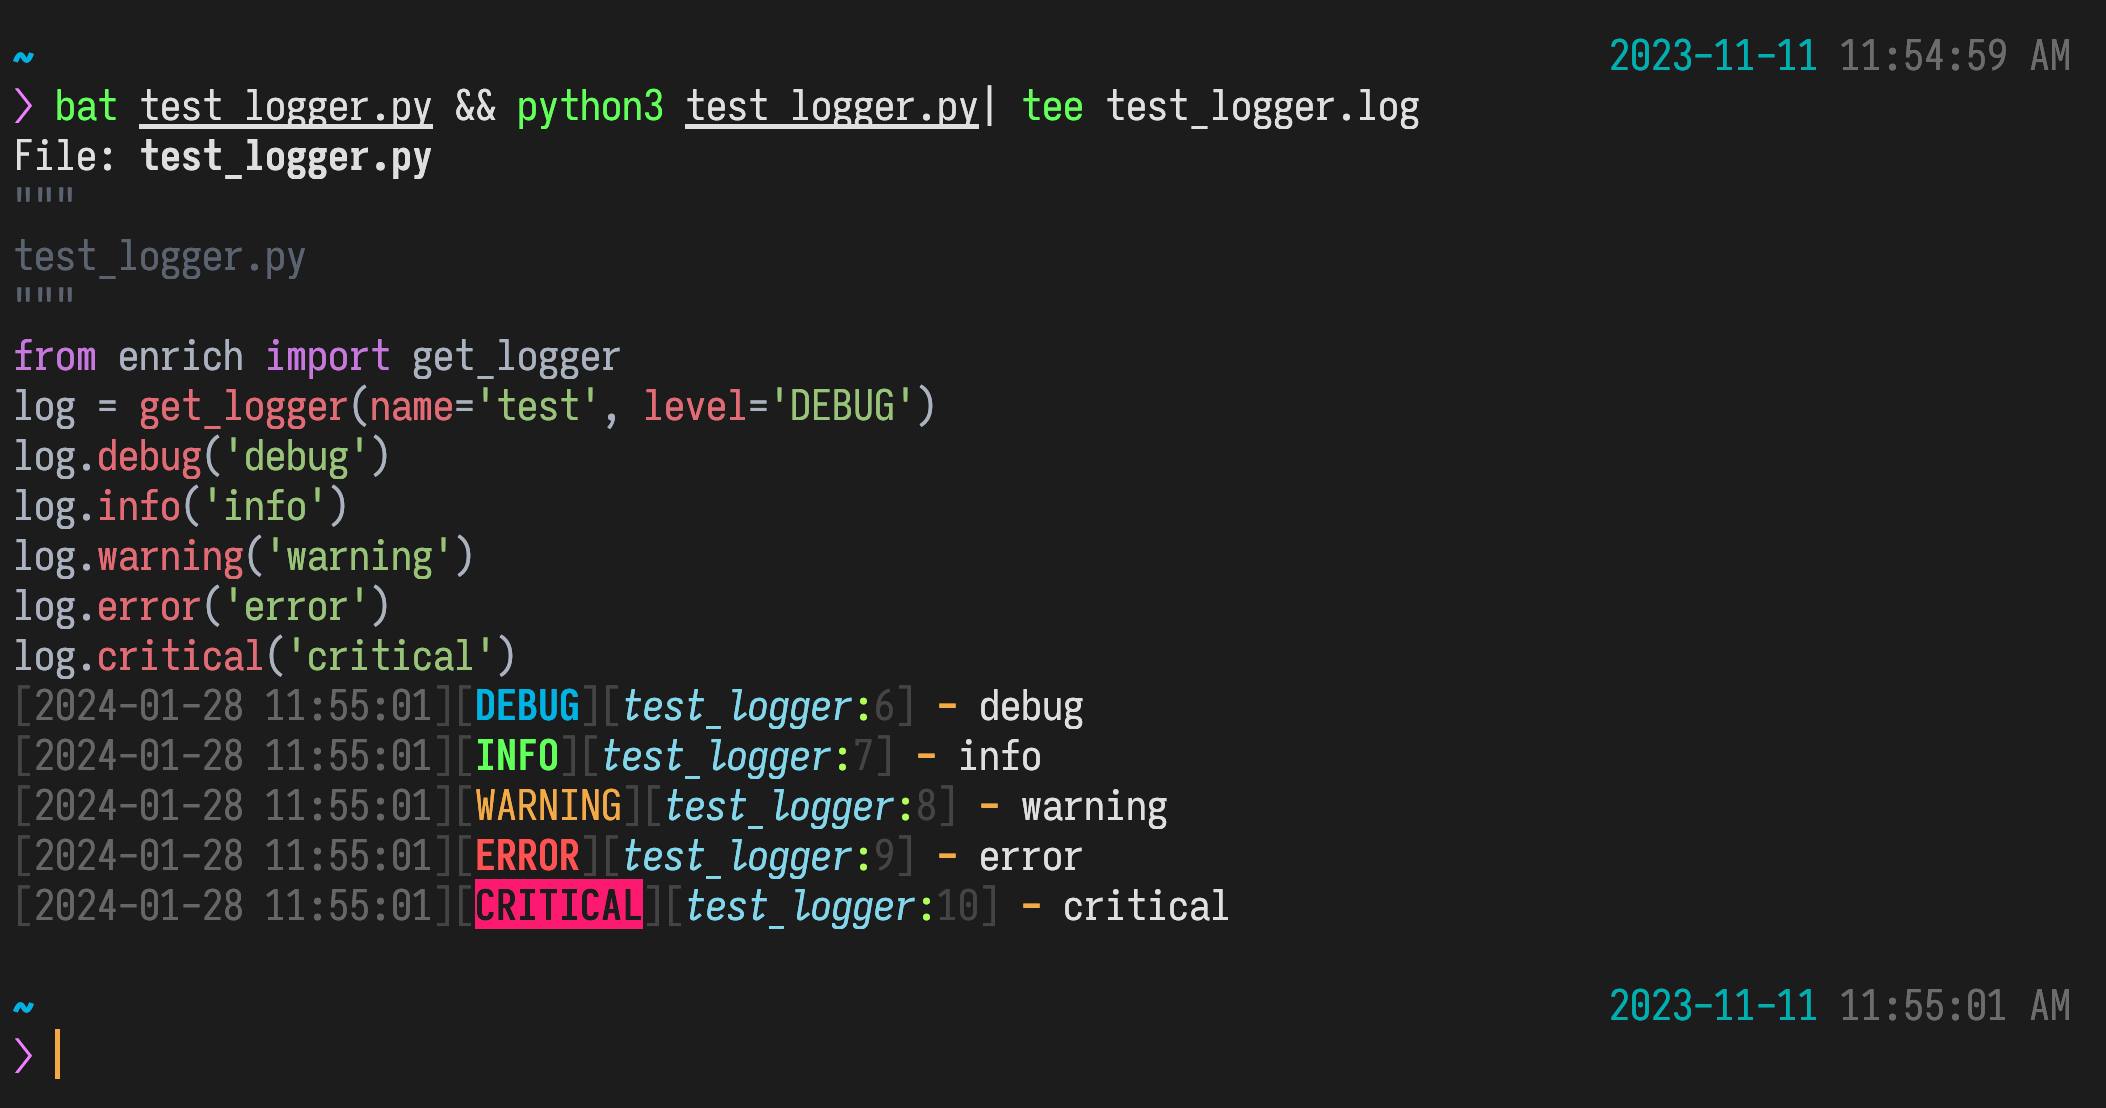 ~ 2023-11-11 11:54:59 AM
❯ bat test_logger.py && python3 test_logger.py| tee test_logger.log
File: test_logger.py
"""
test_logger.py
"""
from enrich import get_logger
log = get_logger(name='test', level='DEBUG')
log.debug('debug')
log.info('info')
log.warning('warning')
log.error('error')
log.critical('critical')
[2024-01-28 11:55:01][DEBUG][test_logger:6] - debug
[2024-01-28 11:55:01][INFO][test_logger:7] - info
[2024-01-28 11:55:01][WARNING][test_logger:8] - warning
[2024-01-28 11:55:01][ERROR][test_logger:9] - error
[2024-01-28 11:55:01][CRITICAL][test_logger:10] - critical
~ 2023-11-11 11:55:01 AM
❯